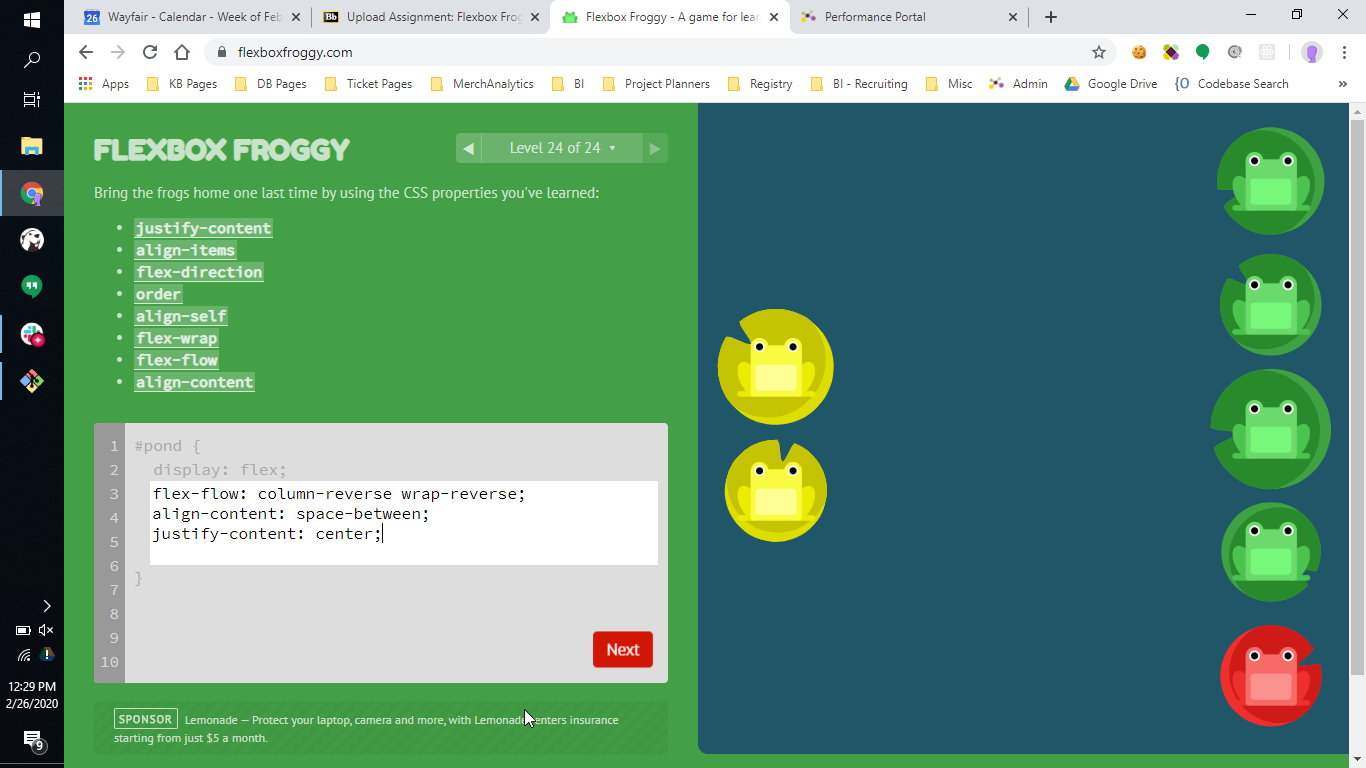 Wayfair - Calendar - Week of Feb
Upload Assignment: Flexbox Frog
Flexbox Froggy - A game for lear
Performance Portal
flexboxfroggy.com
Apps
KB Pages
DB Pages
Ticket Pages
MerchAnalytics
BI
Project Planners
Registry
BI - Recruiting
Misc
Admin
Google Drive
Codebase Search
FLEXBOX FROGGY
Level 24 of 24
Bring the frogs home one last time by using the CSS properties you've learned:
justify-content
align-items
flex-direction
order
align-self
flex-wrap
flex-flow
align-content
1 #pond {
2 display: flex;
3 flex-flow: column-reverse wrap-reverse;
4 align-content: space-between;
5 justify-content: center;
6 }
7
8
9
10
Next
SPONSOR Lemonade — Protect your laptop, camera and more, with Lemonade enters insurance
starting from just $5 a month.
26
Bb
12:29 PM
2/26/2020
9